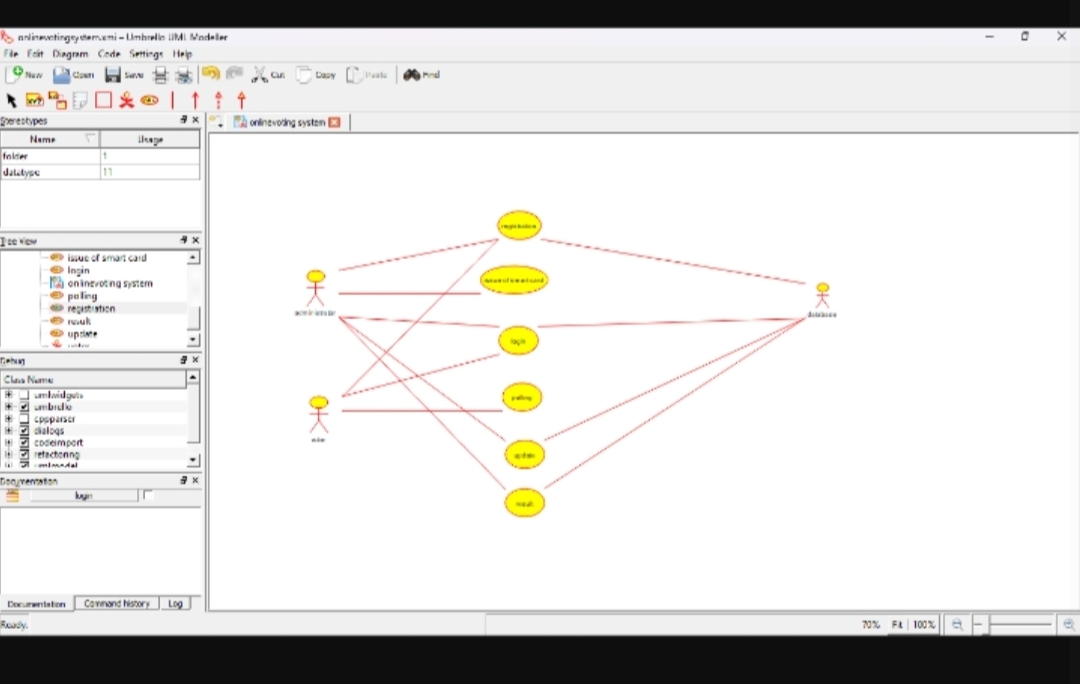 onlinevotingsystem.xmi – Umbrello UML Modeller
File Edit Diagram Code Settings Help
New Open Save Cut Copy Paste Find
Stereotypes
onlinevoting system
Name Usage
folder 1
datatype 11
Tree View
issue of smart card
login
onlinevoting system
polling
registration
result
update
voter
Debug
Class Name
umlwidgets
umbrello
cppparser
dialogs
codeimport
refactoring
umlmodel
Documentation
login
Documentation Command history Log
Ready.
70% Fit 100%
registration
issue of smart card
administrator
database
login
polling
voter
update
result